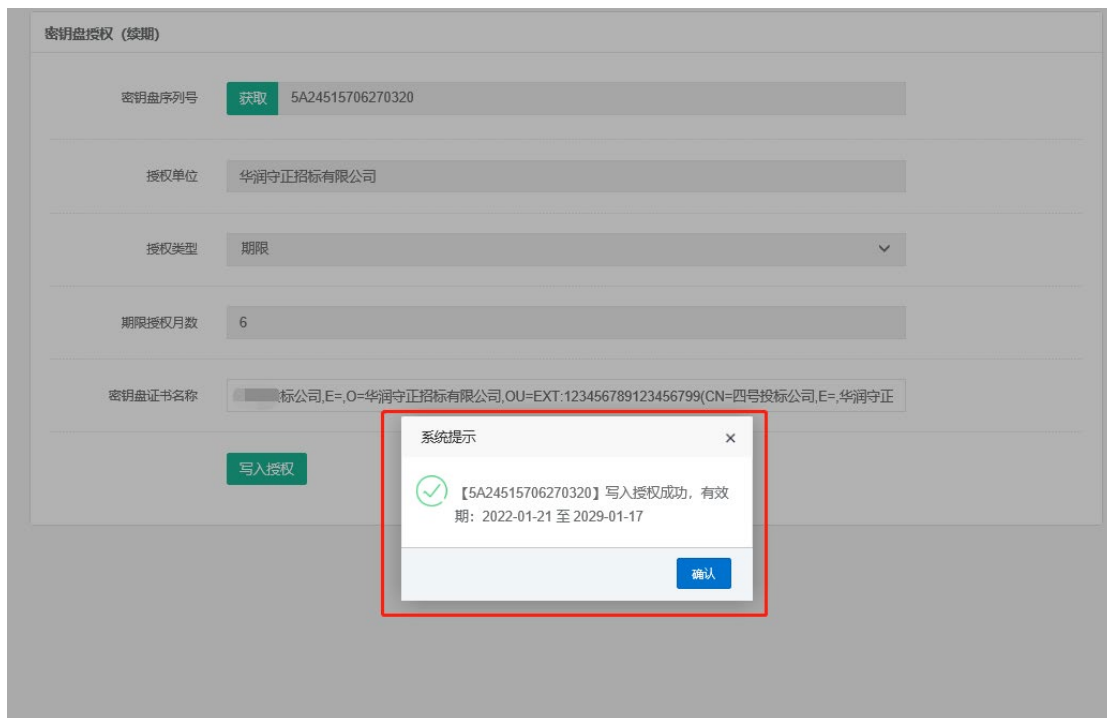 密钥盘授权（续期）
密钥盘序列号 获取 5A24515706270320
授权单位 华润守正招标有限公司
授权类型 期限
期限授权月数 6
密钥盘证书名称 标公司,E=,O=华润守正招标有限公司,OU=EXT:123456789123456799(CN=四号投标公司,E=,华润守正
写入授权
系统提示 ×
【5A24515706270320】写入授权成功，有效
期：2022-01-21 至 2029-01-17
确认